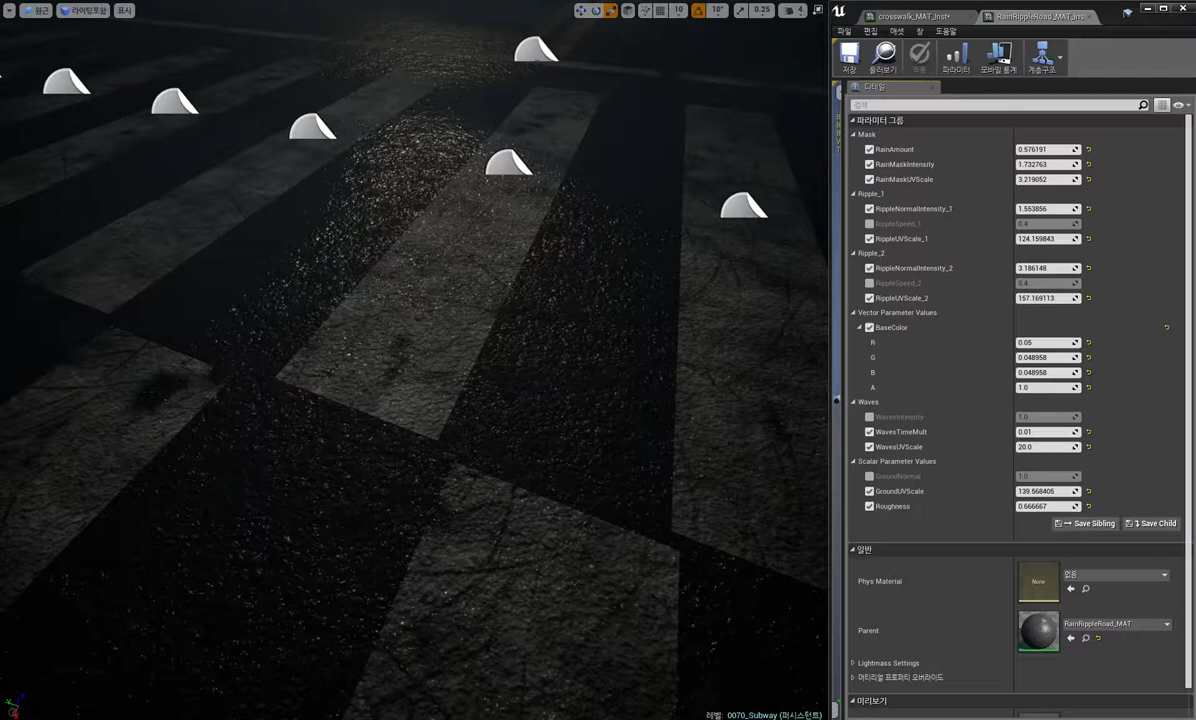 원근
라이팅포함
표시
10
10°
0.25
4
crosswalk_MAT_Inst*
RainRippleRoad_MAT_Ins
파일
편집
애셋
창
도움말
저장
둘러보기
적용
파라미터
모바일 통계
계층구조
디테일
검색
파라미터 그룹
Mask
RainAmount 0.576191
RainMaskIntensity 1.732763
RainMaskUVScale 3.219052
Ripple_1
RippleNormalIntensity_1 1.553856
RippleSpeed_1 0.4
RippleUVScale_1 124.159843
Ripple_2
RippleNormalIntensity_2 3.186148
RippleSpeed_2 0.4
RippleUVScale_2 157.169113
Vector Parameter Values
BaseColor
R 0.05
G 0.048958
B 0.048958
A 1.0
Waves
WavesIntensity 1.0
WavesTimeMult 0.01
WavesUVScale 20.0
Scalar Parameter Values
GroundNormal 1.0
GroundUVScale 139.568405
Roughness 0.666667
Save Sibling
Save Child
일반
Phys Material
None
없음
Parent
RainRippleRoad_MAT
Lightmass Settings
머티리얼 프로퍼티 오버라이드
미리보기
레벨: 0070_Subway (퍼시스턴트)